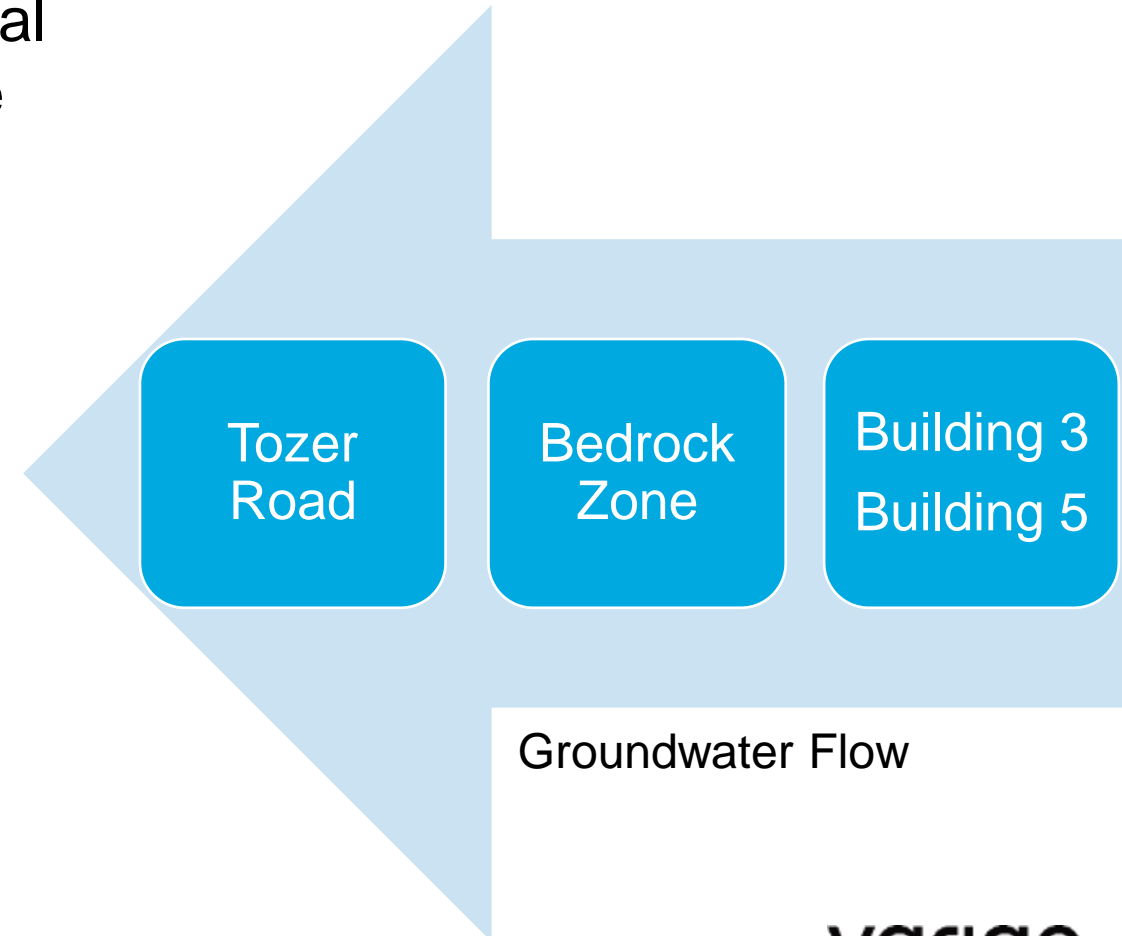 al
e
Tozer
Road
Bedrock
Zone
Building 3
Building 5
Groundwater Flow